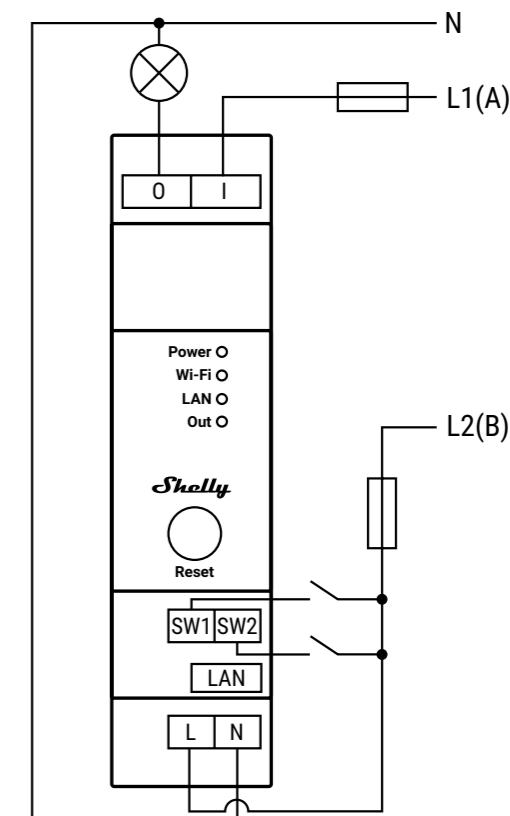 N
L1(A)
O I
Power
Wi-Fi
LAN
Out
L2(B)
Shelly
Reset
SW1 SW2
LAN
L N